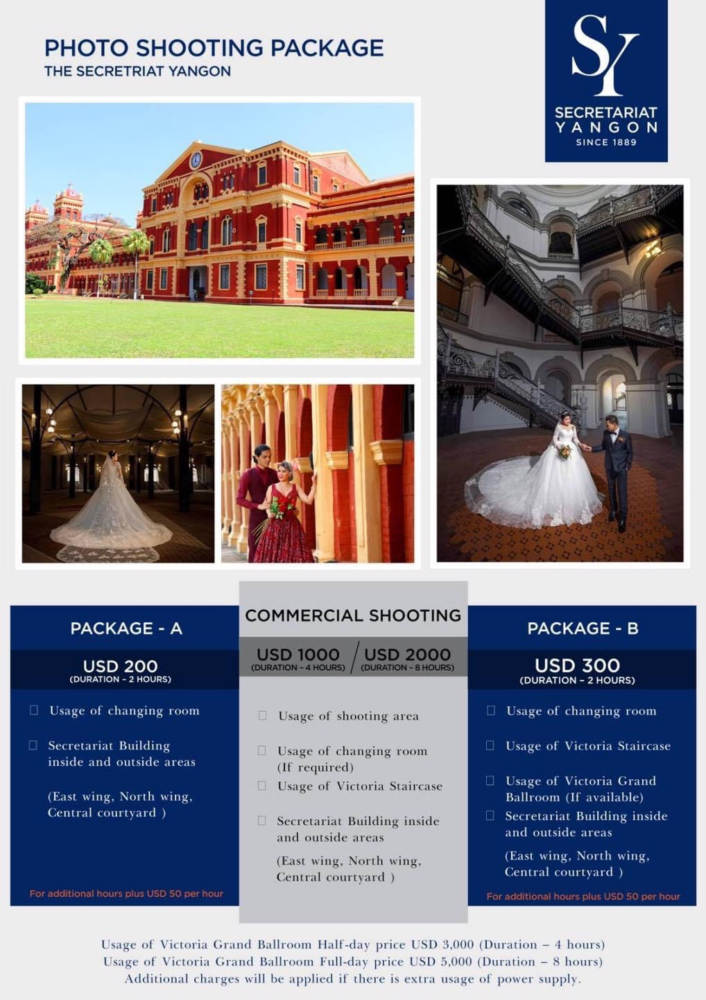 PHOTO SHOOTING PACKAGE
THE SECRETRIAT YANGON
SY
SECRETARIAT
YANGON
SINCE 1889
PACKAGE - A
USD 200
(DURATION – 2 HOURS)
Usage of changing room
Secretariat Building
inside and outside areas
(East wing, North wing,
Central courtyard )
For additional hours plus USD 50 per hour
COMMERCIAL SHOOTING
USD 1000 / USD 2000
(DURATION – 4 HOURS) (DURATION – 8 HOURS)
Usage of shooting area
Usage of changing room
(If required)
Usage of Victoria Staircase
Secretariat Building inside
and outside areas
(East wing, North wing,
Central courtyard )
PACKAGE - B
USD 300
(DURATION – 2 HOURS)
Usage of changing room
Usage of Victoria Staircase
Usage of Victoria Grand
Ballroom (If available)
Secretariat Building inside
and outside areas
(East wing, North wing,
Central courtyard )
For additional hours plus USD 50 per hour
Usage of Victoria Grand Ballroom Half-day price USD 3,000 (Duration – 4 hours)
Usage of Victoria Grand Ballroom Full-day price USD 5,000 (Duration – 8 hours)
Additional charges will be applied if there is extra usage of power supply.